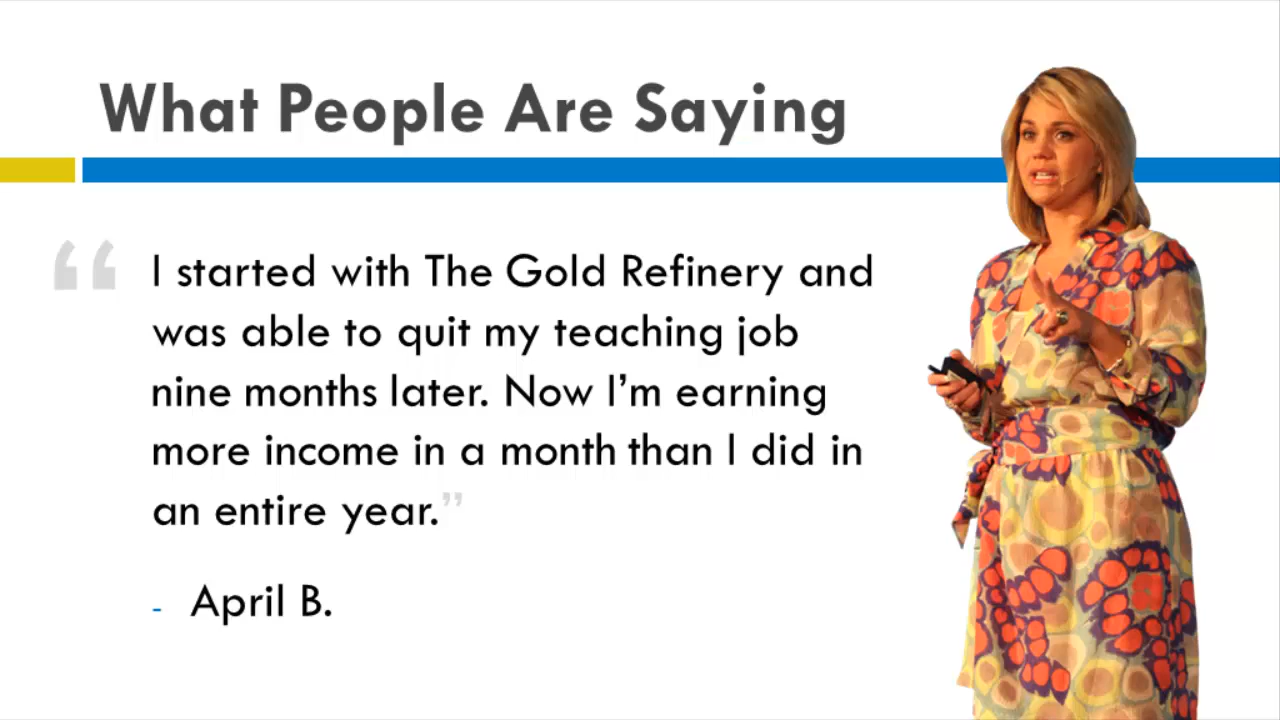 What People Are Saying
“I started with The Gold Refinery and
was able to quit my teaching job
nine months later. Now I’m earning
more income in a month than I did in
an entire year.”
- April B.